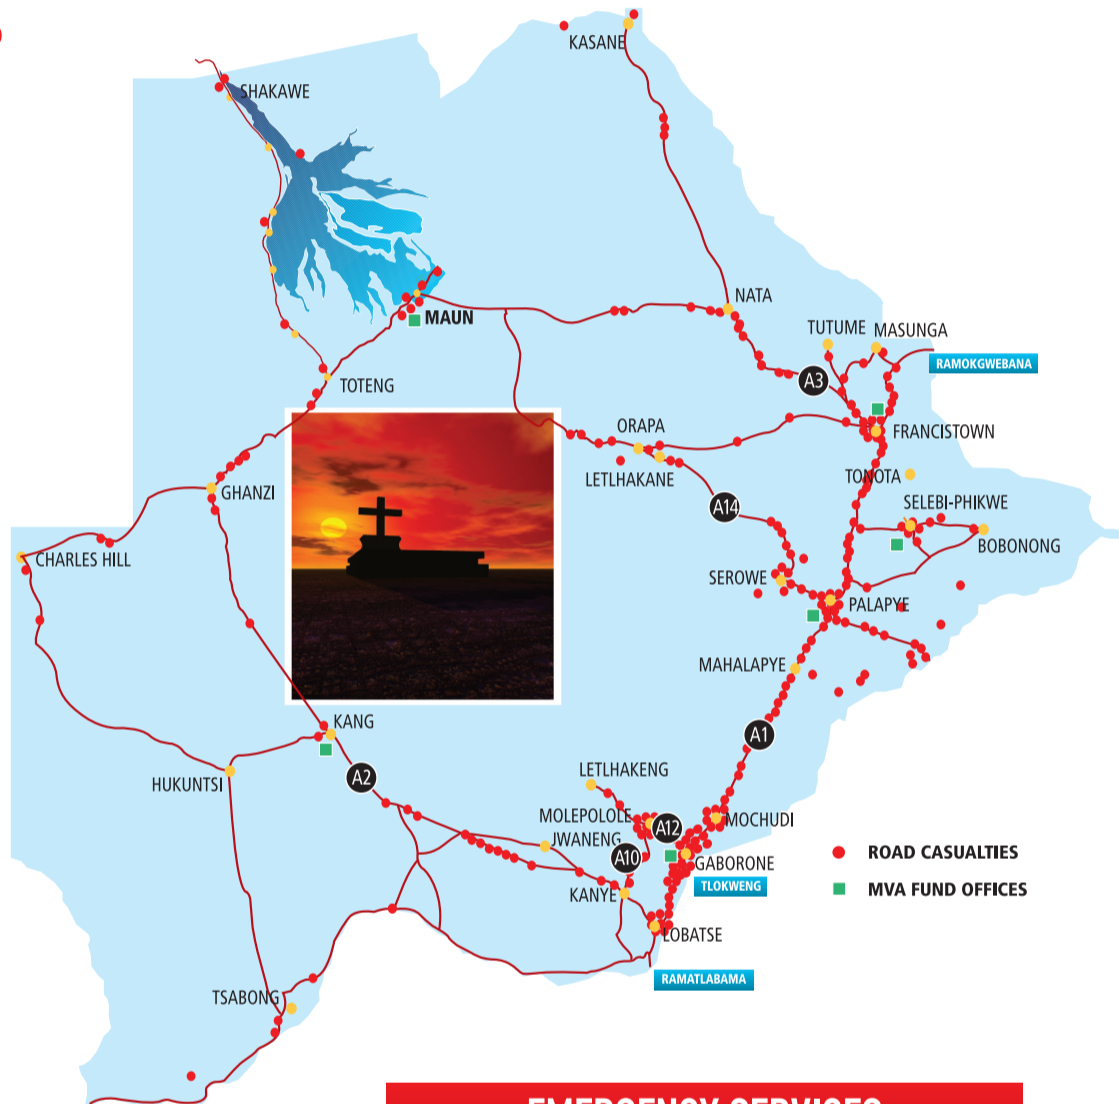 KASANE
SHAKAWE
NATA
MAUN
TUTUME
MASUNGA
RAMOKGWEBANA
TOTENG
A3
ORAPA
FRANCISTOWN
LETLHAKANE
TONOTA
GHANZI
A14
SELEBI-PHIKWE
BOBONONG
CHARLES HILL
SEROWE
PALAPYE
MAHALAPYE
KANG
A1
HUKUNTSI
A2
LETLHAKENG
MOLEPOLOLE
A12
MOCHUDI
JWANENG
A10
GABORONE
ROAD CASUALTIES
TLOKWENG
MVA FUND OFFICES
KANYE
LOBATSE
RAMATLABAMA
TSABONG
EMERGENCY SERVICES